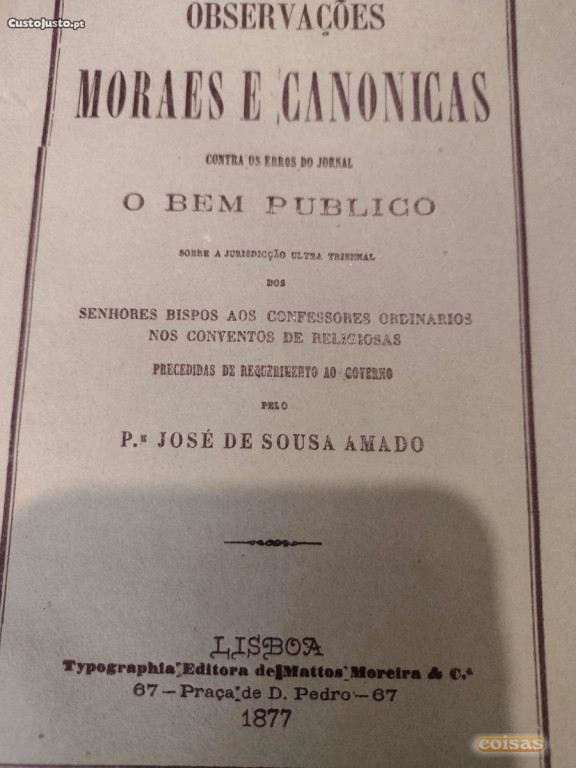 CustoJusto.pt
OBSERVAÇÕES
MORAES E CANONICAS
CONTRA OS ERROS DO JORNAL
O BEM PUBLICO
SOBRE A JURISDICÇÃO ULTRA TRIENNAL
DOS
SENHORES BISPOS AOS CONFESSORES ORDINARIOS
NOS CONVENTOS DE RELIGIOSAS
PRECEDIDAS DE REQUERIMENTO AO GOVERNO
PELO
P.e JOSÉ DE SOUSA AMADO
LISBOA
Typographia Editora de Mattos Moreira & C.a
67 — Praça de D. Pedro — 67
1877
coisas